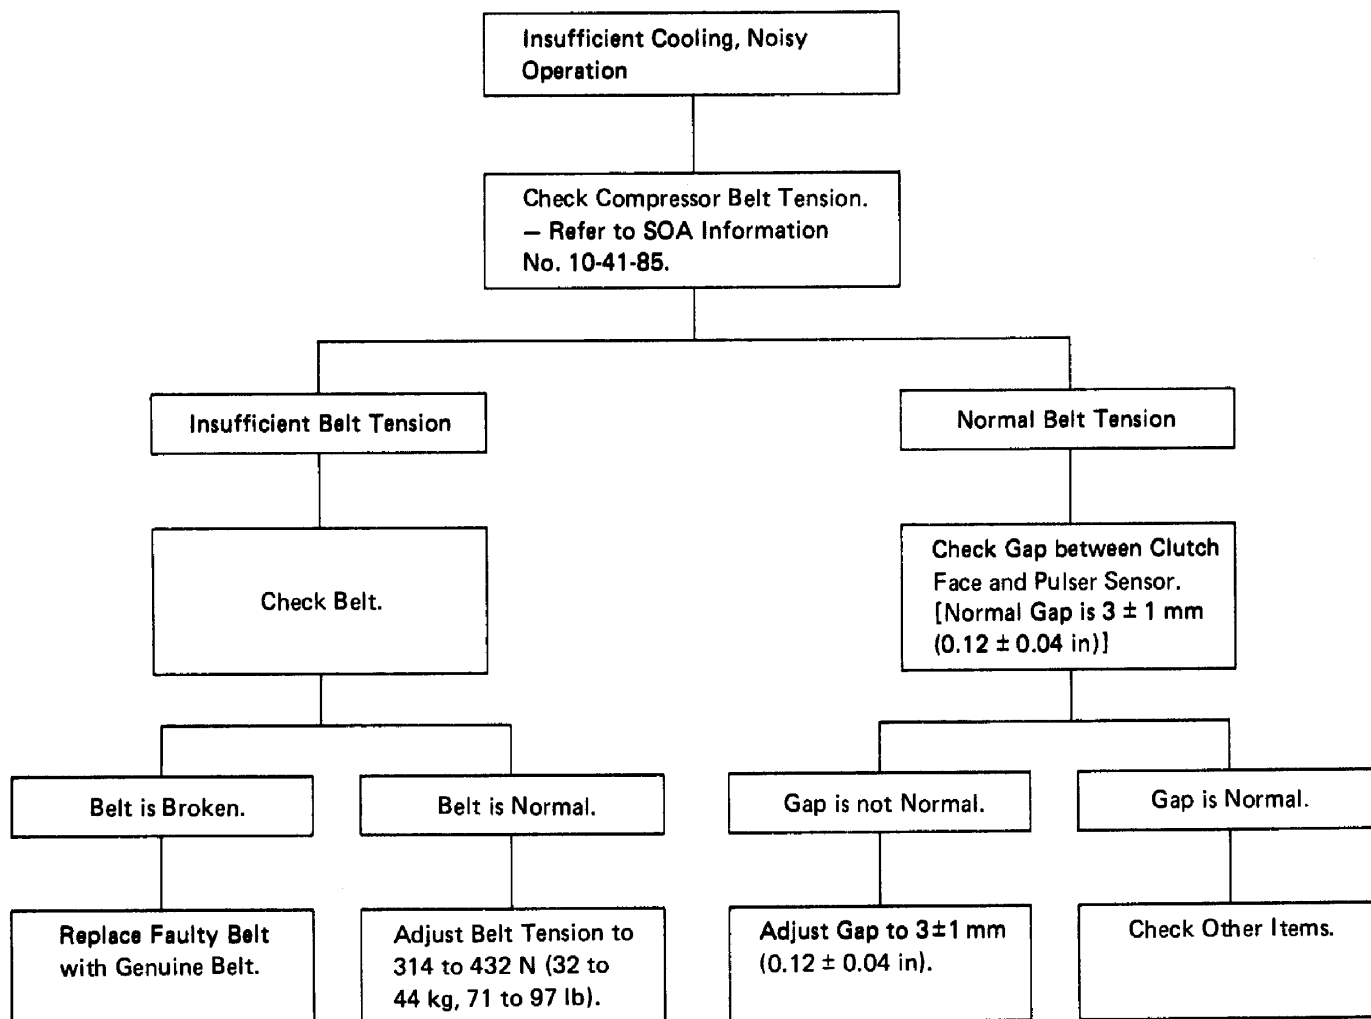 Insufficient Cooling, Noisy
Operation
Check Compressor Belt Tension.
— Refer to SOA Information
No. 10-41-85.
Insufficient Belt Tension
Normal Belt Tension
Check Belt.
Check Gap between Clutch
Face and Pulser Sensor.
[Normal Gap is 3 ± 1 mm
(0.12 ± 0.04 in)]
Belt is Broken.
Belt is Normal.
Gap is not Normal.
Gap is Normal.
Replace Faulty Belt
with Genuine Belt.
Adjust Belt Tension to
314 to 432 N (32 to
44 kg, 71 to 97 lb).
Adjust Gap to 3±1 mm
(0.12 ± 0.04 in).
Check Other Items.